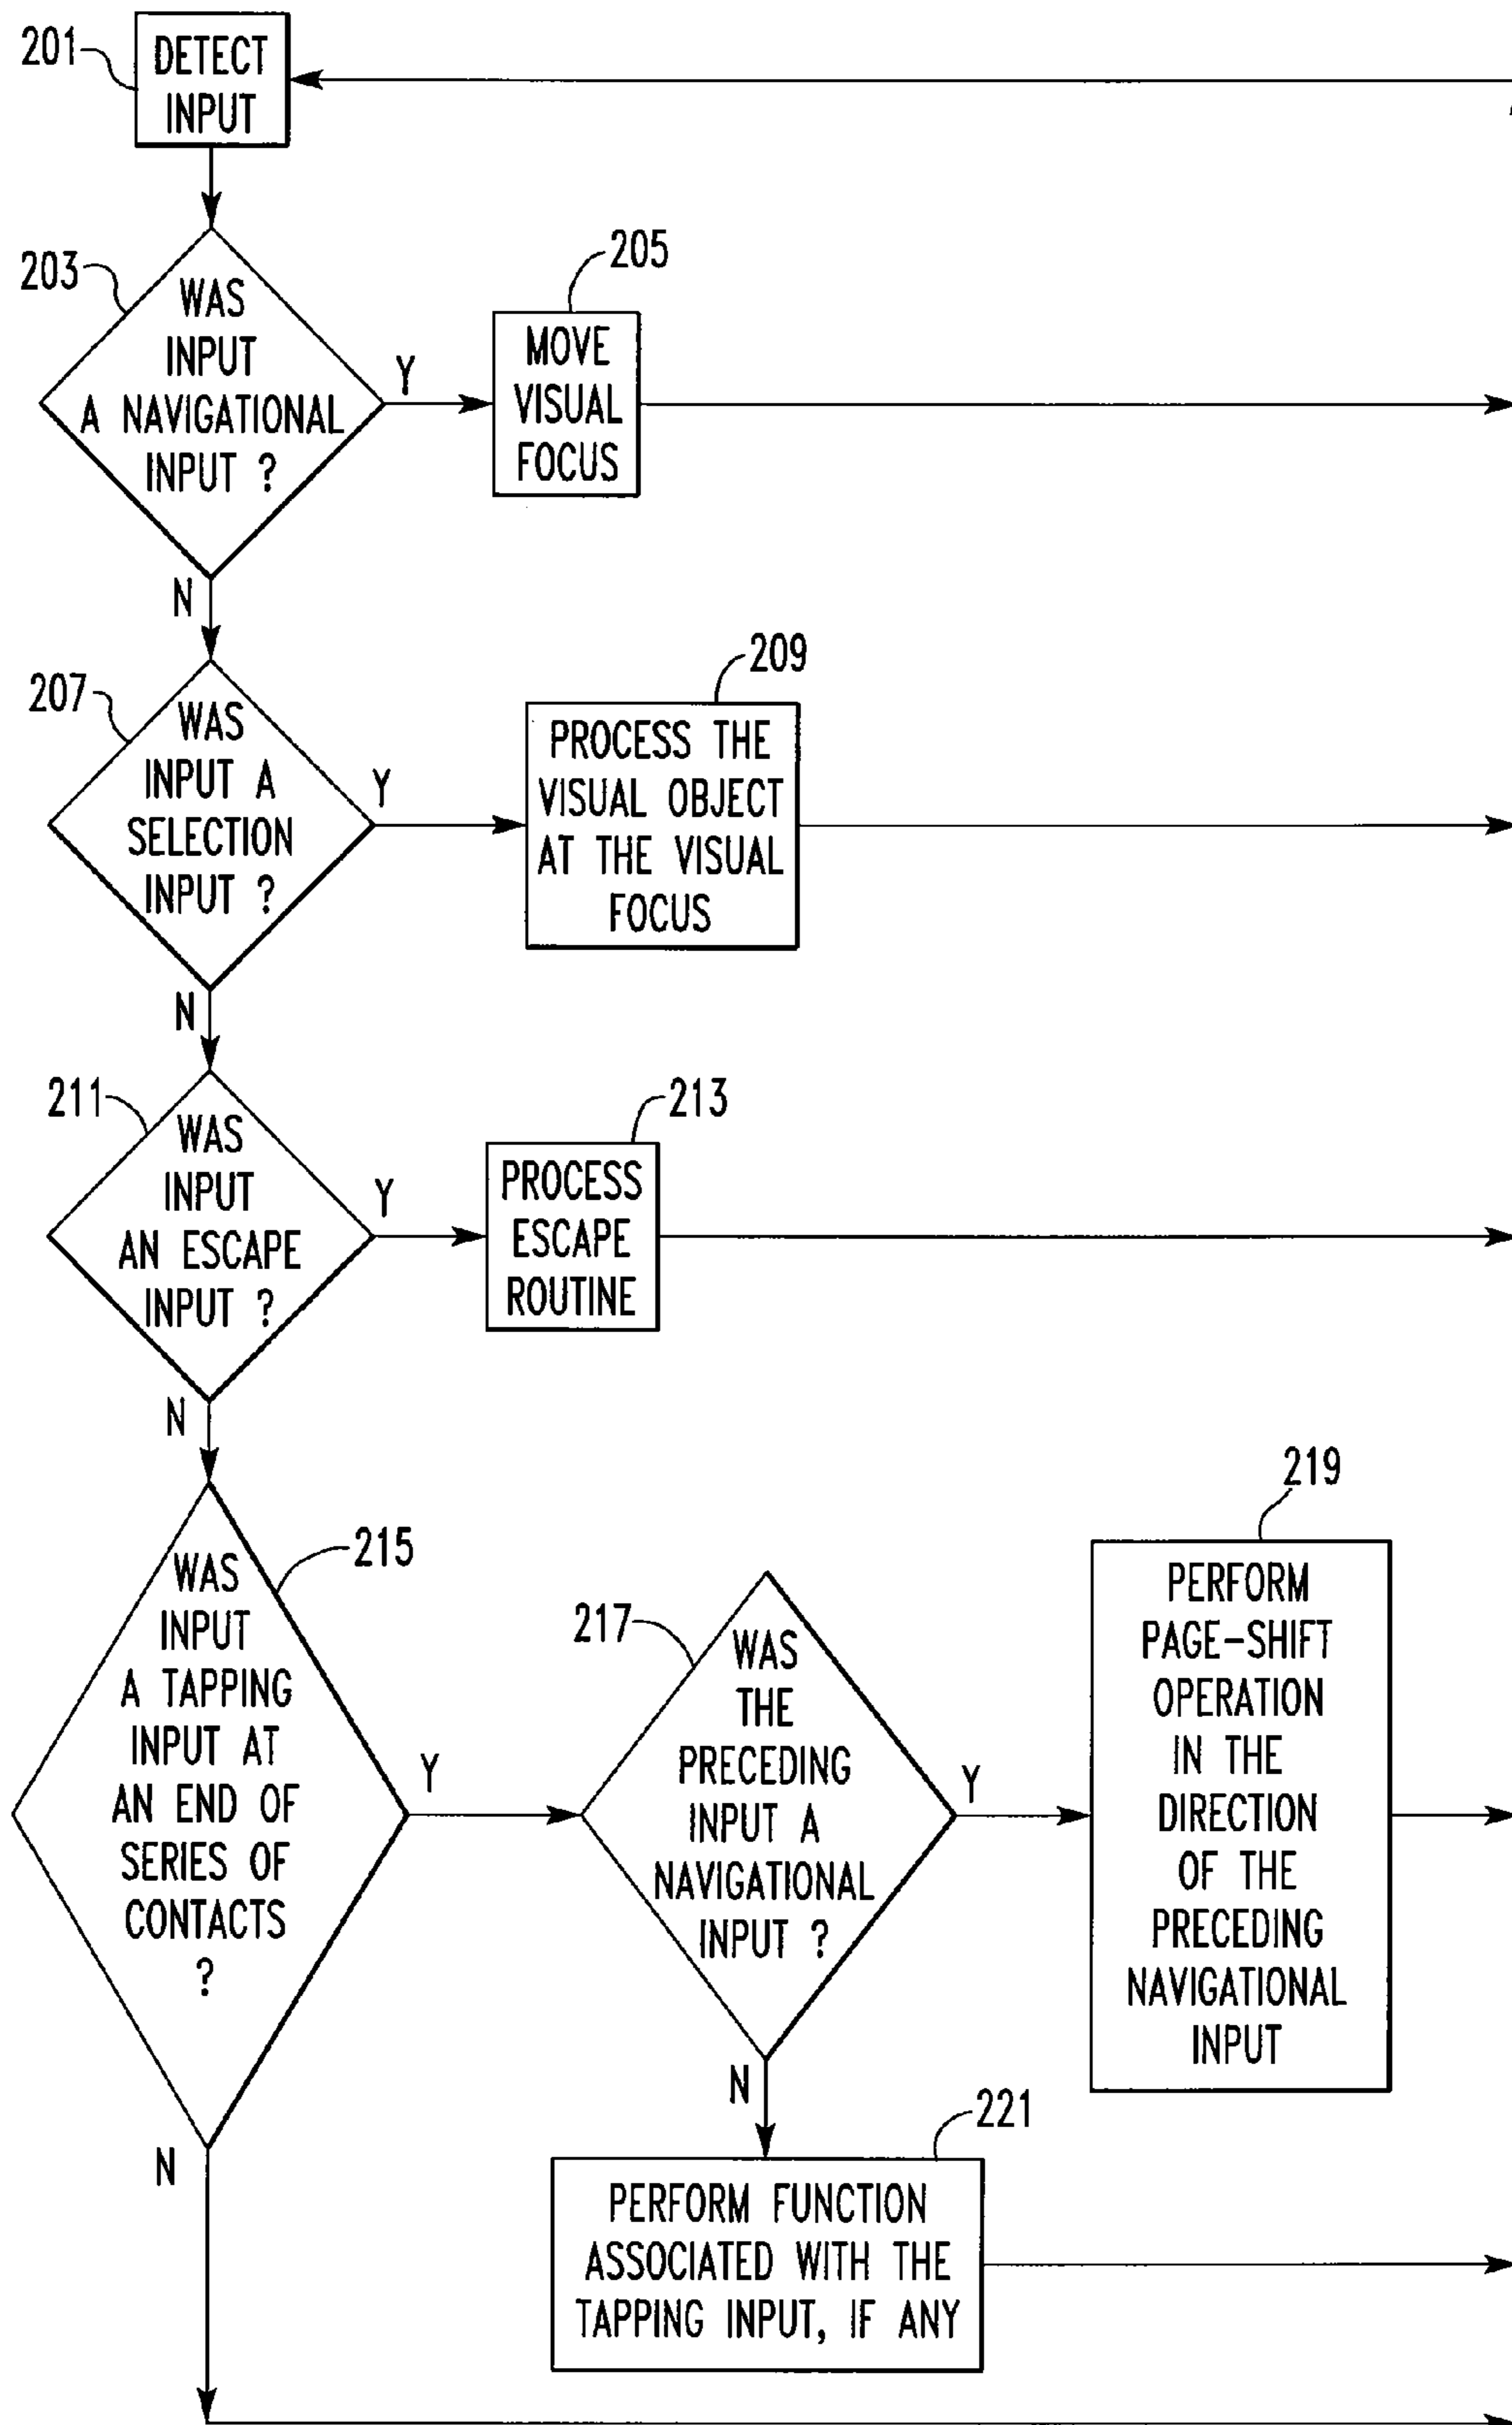 201
DETECT
INPUT
203
WAS
INPUT
A NAVIGATIONAL
INPUT ?
Y
205
MOVE
VISUAL
FOCUS
N
207
WAS
INPUT A
SELECTION
INPUT ?
Y
209
PROCESS THE
VISUAL OBJECT
AT THE VISUAL
FOCUS
N
211
WAS
INPUT
AN ESCAPE
INPUT ?
Y
213
PROCESS
ESCAPE
ROUTINE
N
215
WAS
INPUT
A TAPPING
INPUT AT
AN END OF
SERIES OF
CONTACTS
?
Y
217
WAS
THE
PRECEDING
INPUT A
NAVIGATIONAL
INPUT ?
Y
219
PERFORM
PAGE-SHIFT
OPERATION
IN THE
DIRECTION
OF THE
PRECEDING
NAVIGATIONAL
INPUT
N
221
PERFORM FUNCTION
ASSOCIATED WITH THE
TAPPING INPUT, IF ANY
N